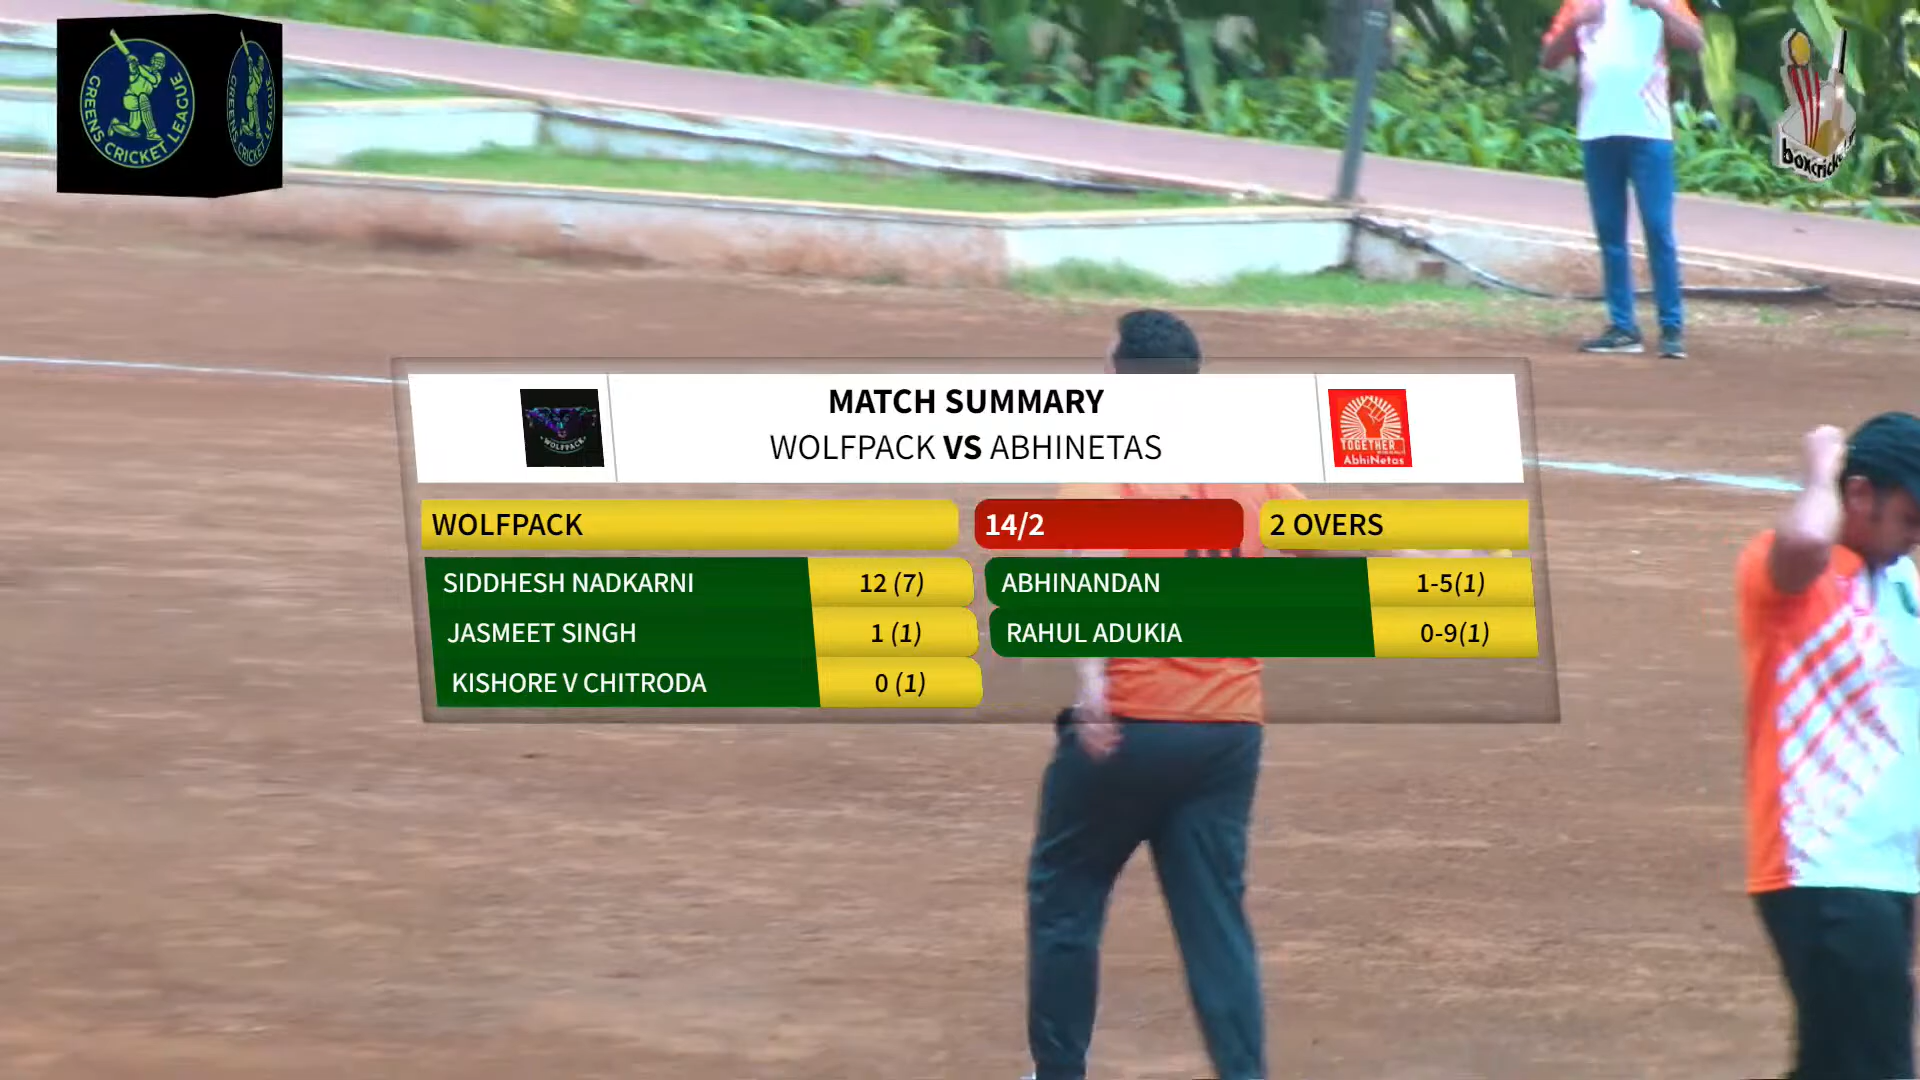 GREENS CRICKET LEAGUE
MATCH SUMMARY
WOLFPACK VS ABHINETAS
WOLFPACK
TOGETHER
AbhiNetas
WOLFPACK 14/2 2 OVERS
SIDDHESH NADKARNI 12 (7) ABHINANDAN 1-5(1)
JASMEET SINGH 1 (1) RAHUL ADUKIA 0-9(1)
KISHORE V CHITRODA 0 (1)